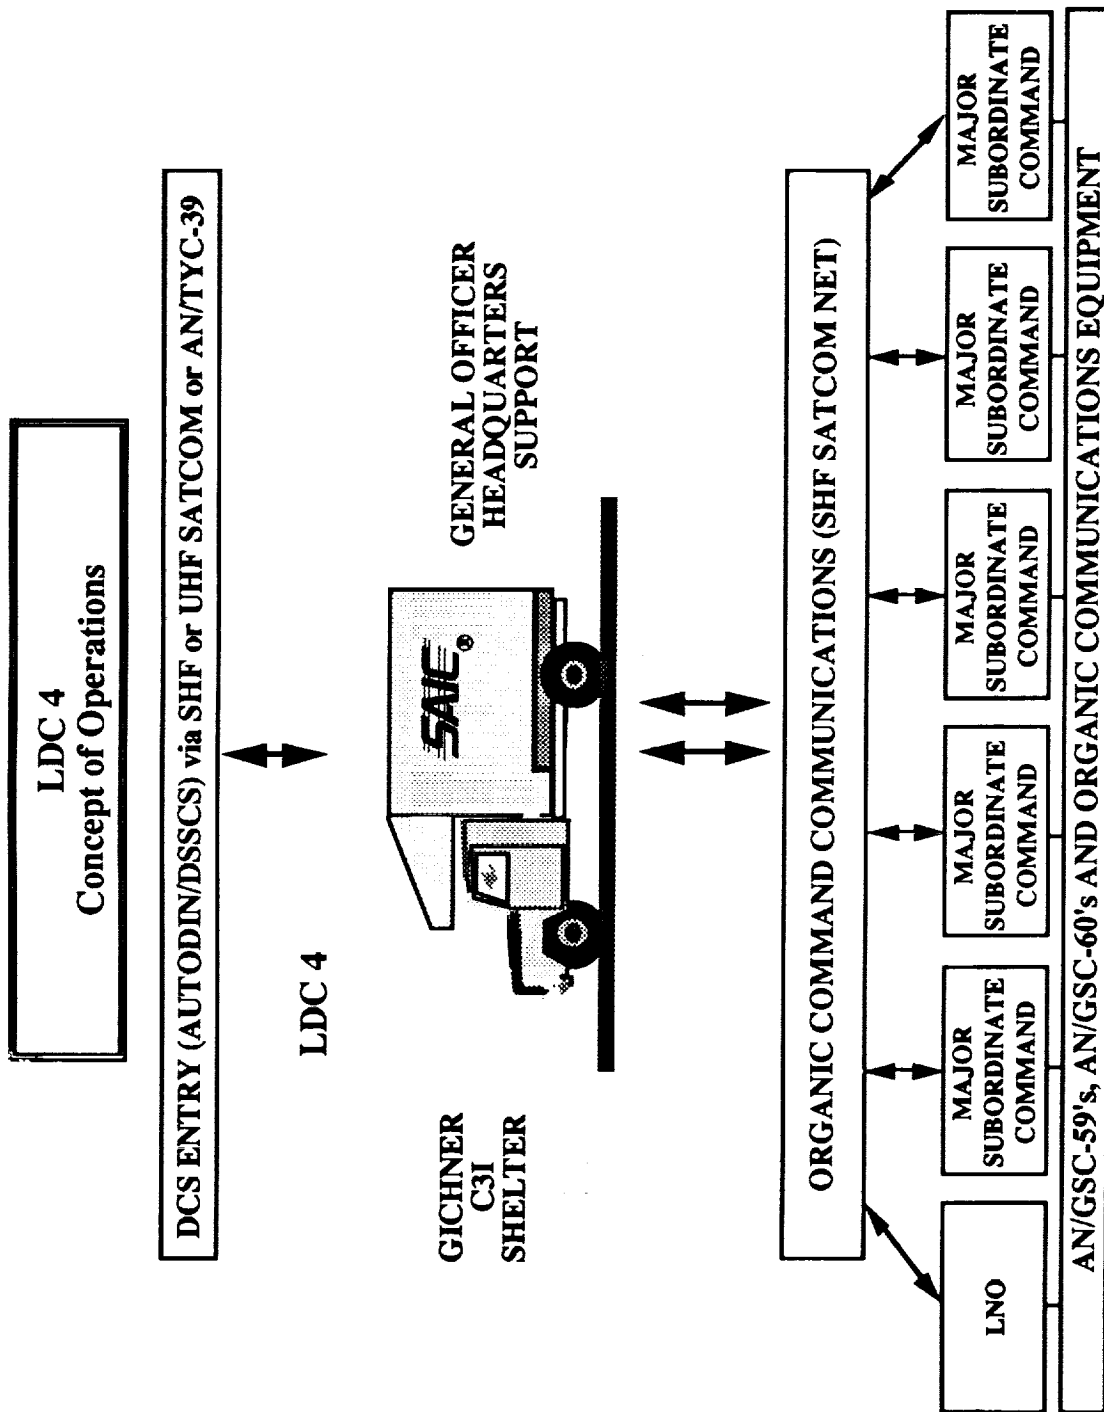 LDC 4
Concept of Operations
DCS ENTRY (AUTODIN/DSSCS) via SHF or UHF SATCOM or AN/TYC-39
LDC 4
GICHNER
C3I
SHELTER
SAIC®
GENERAL OFFICER
HEADQUARTERS
SUPPORT
ORGANIC COMMAND COMMUNICATIONS (SHF SATCOM NET)
LNO
MAJOR
SUBORDINATE
COMMAND
MAJOR
SUBORDINATE
COMMAND
MAJOR
SUBORDINATE
COMMAND
MAJOR
SUBORDINATE
COMMAND
MAJOR
SUBORDINATE
COMMAND
AN/GSC-59's, AN/GSC-60's AND ORGANIC COMMUNICATIONS EQUIPMENT